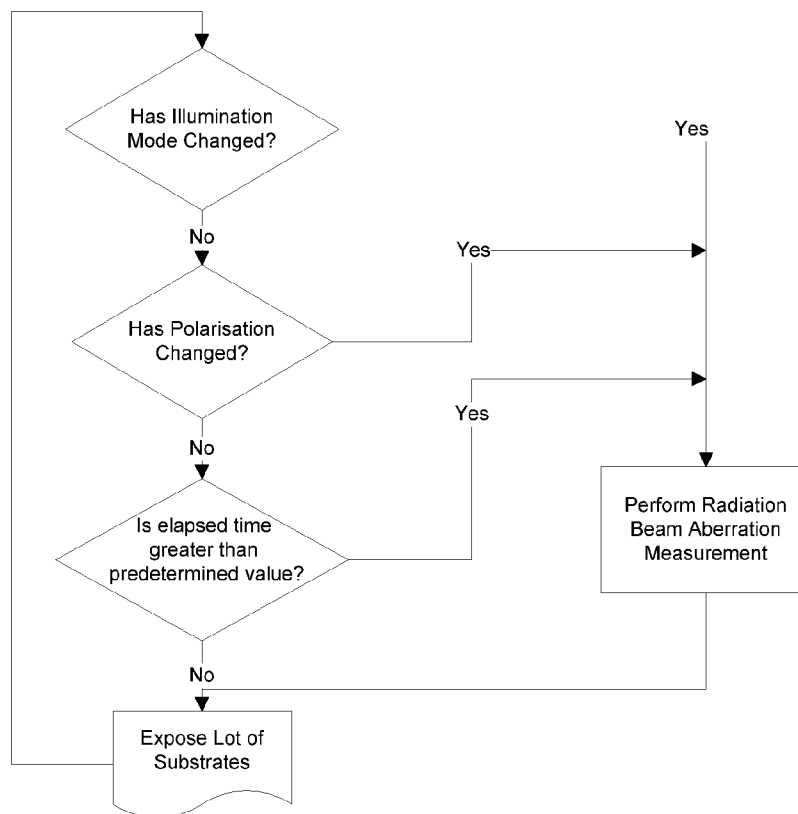 Has Illumination
Mode Changed?
Yes
No
Yes
Has Polarisation
Changed?
Yes
No
Is elapsed time
greater than
predetermined value?
Perform Radiation
Beam Aberration
Measurement
No
Expose Lot of
Substrates